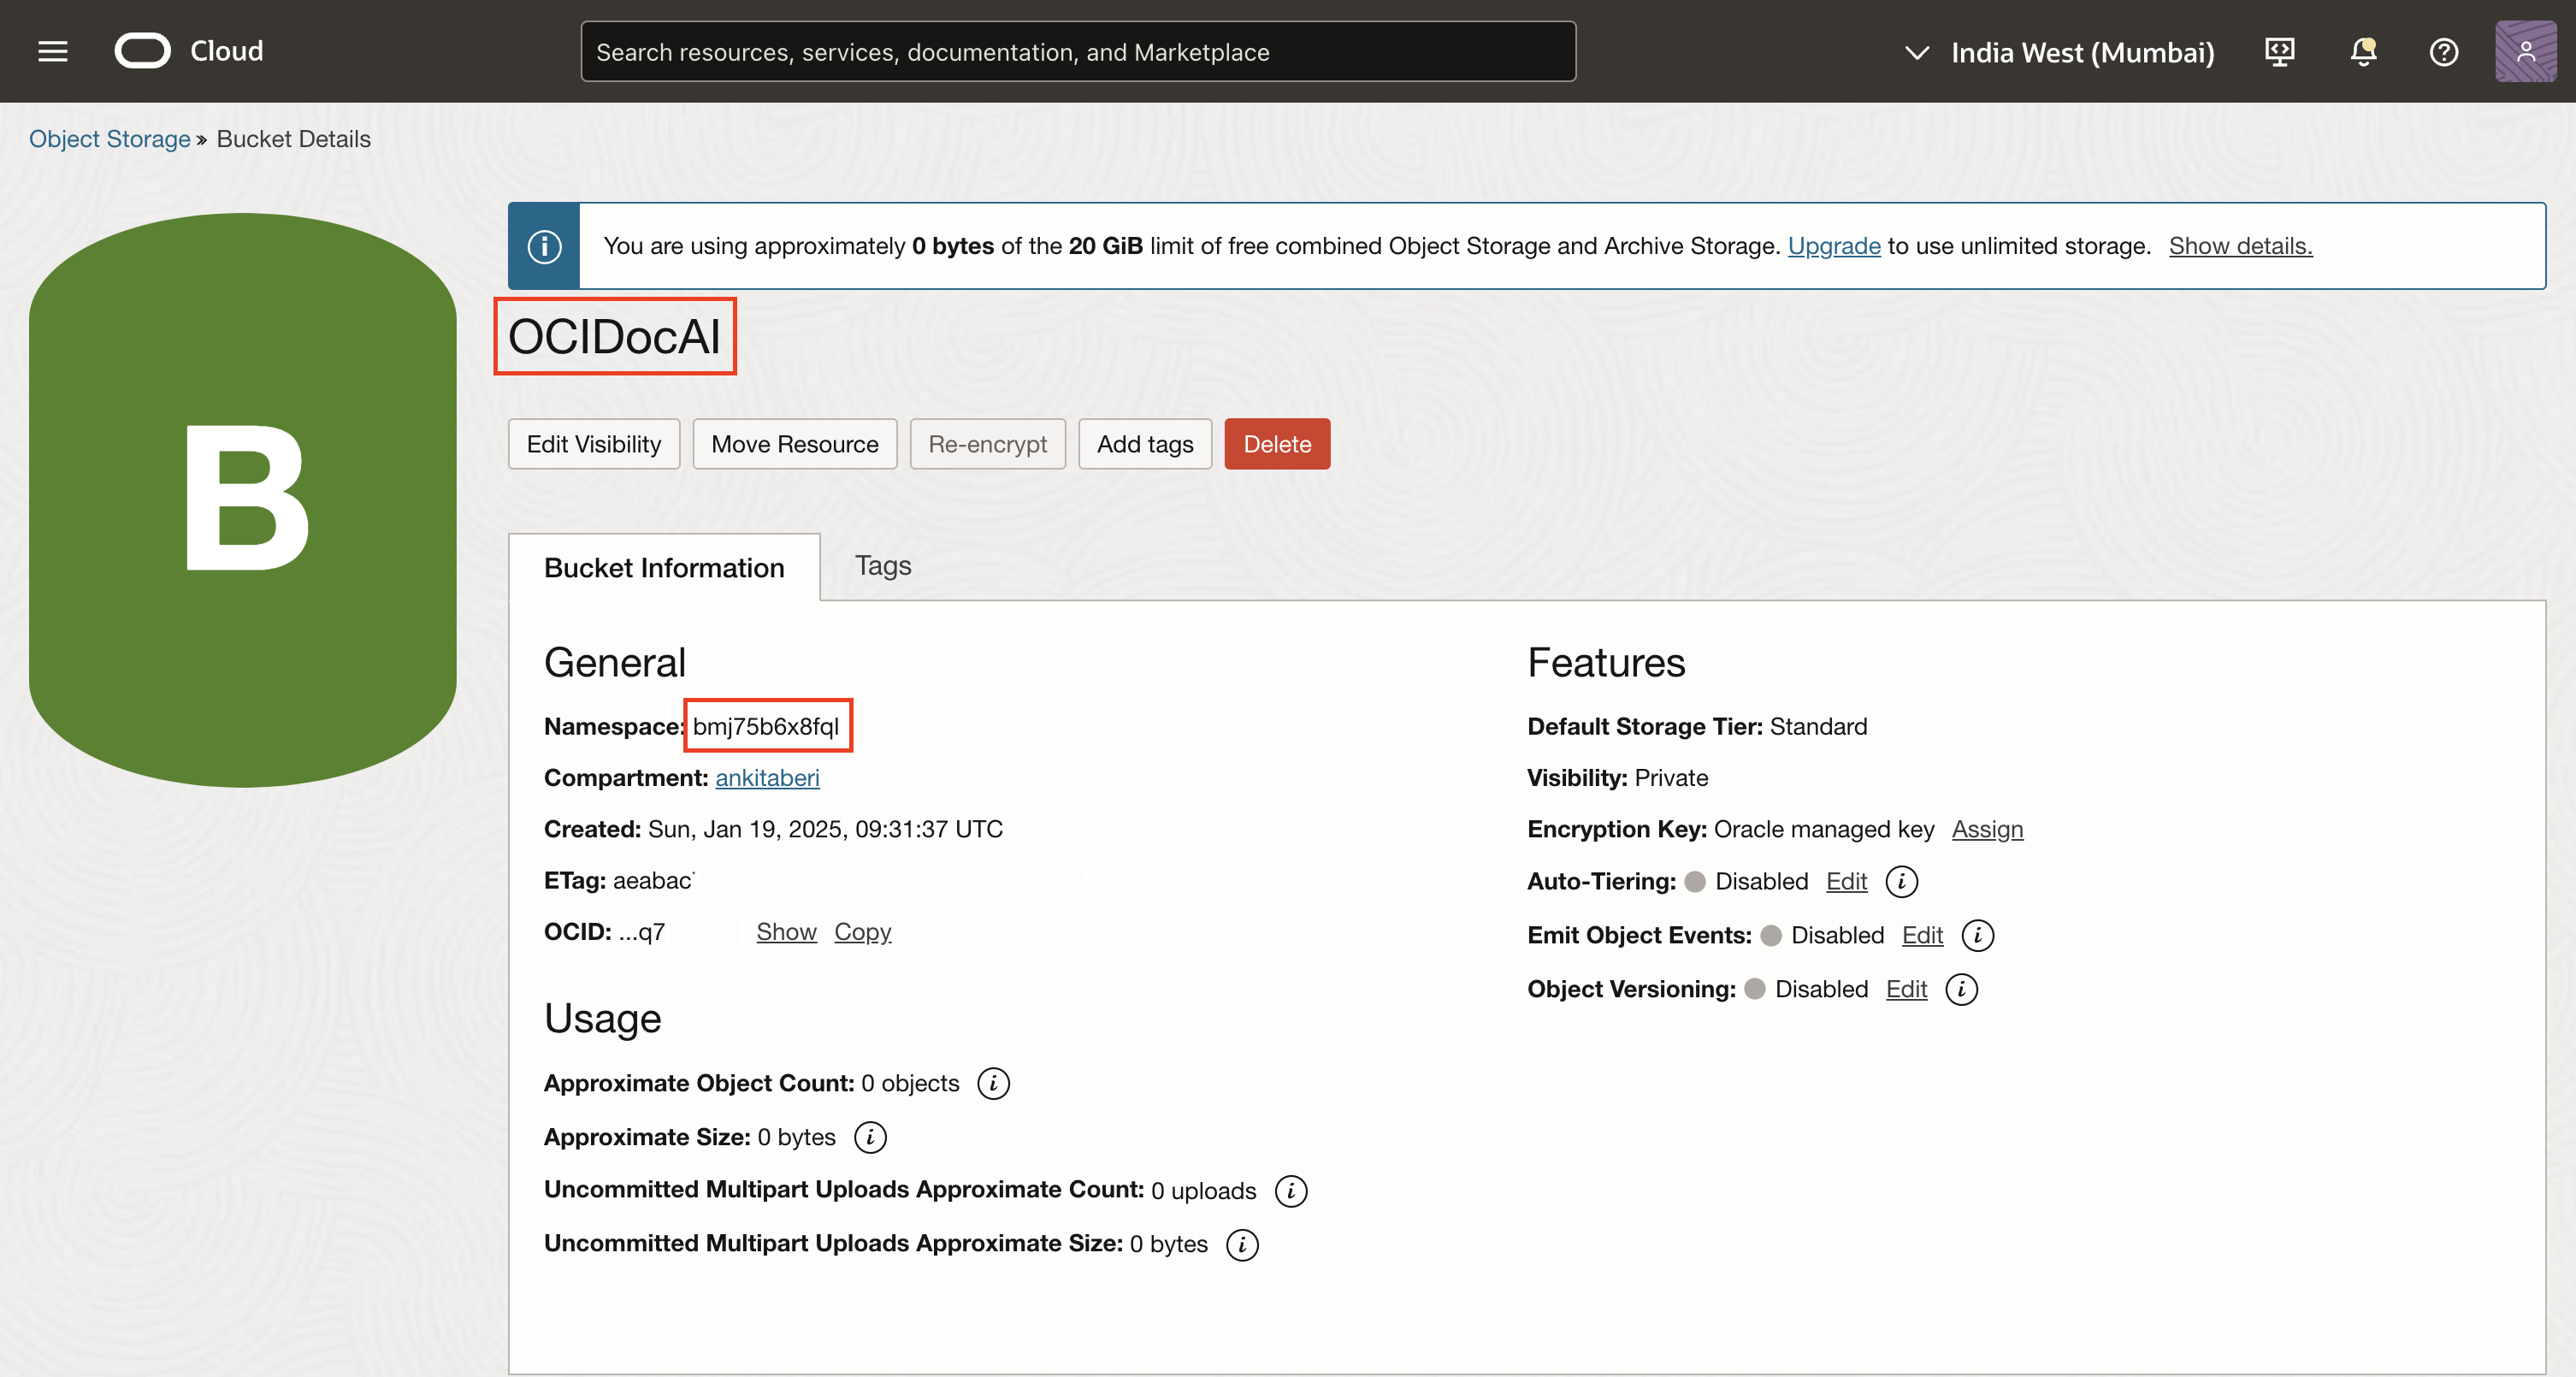 Cloud
Search resources, services, documentation, and Marketplace
India West (Mumbai)
Object Storage » Bucket Details
B
You are using approximately 0 bytes of the 20 GiB limit of free combined Object Storage and Archive Storage. Upgrade to use unlimited storage. Show details.
OCIDocAI
Edit Visibility
Move Resource
Re-encrypt
Add tags
Delete
Bucket Information
Tags
General
Namespace: bmj75b6x8fql
Compartment: ankitaberi
Created: Sun, Jan 19, 2025, 09:31:37 UTC
ETag: aeabac
OCID: ...q7 Show Copy
Usage
Approximate Object Count: 0 objects
Approximate Size: 0 bytes
Uncommitted Multipart Uploads Approximate Count: 0 uploads
Uncommitted Multipart Uploads Approximate Size: 0 bytes
Features
Default Storage Tier: Standard
Visibility: Private
Encryption Key: Oracle managed key Assign
Auto-Tiering: Disabled Edit
Emit Object Events: Disabled Edit
Object Versioning: Disabled Edit